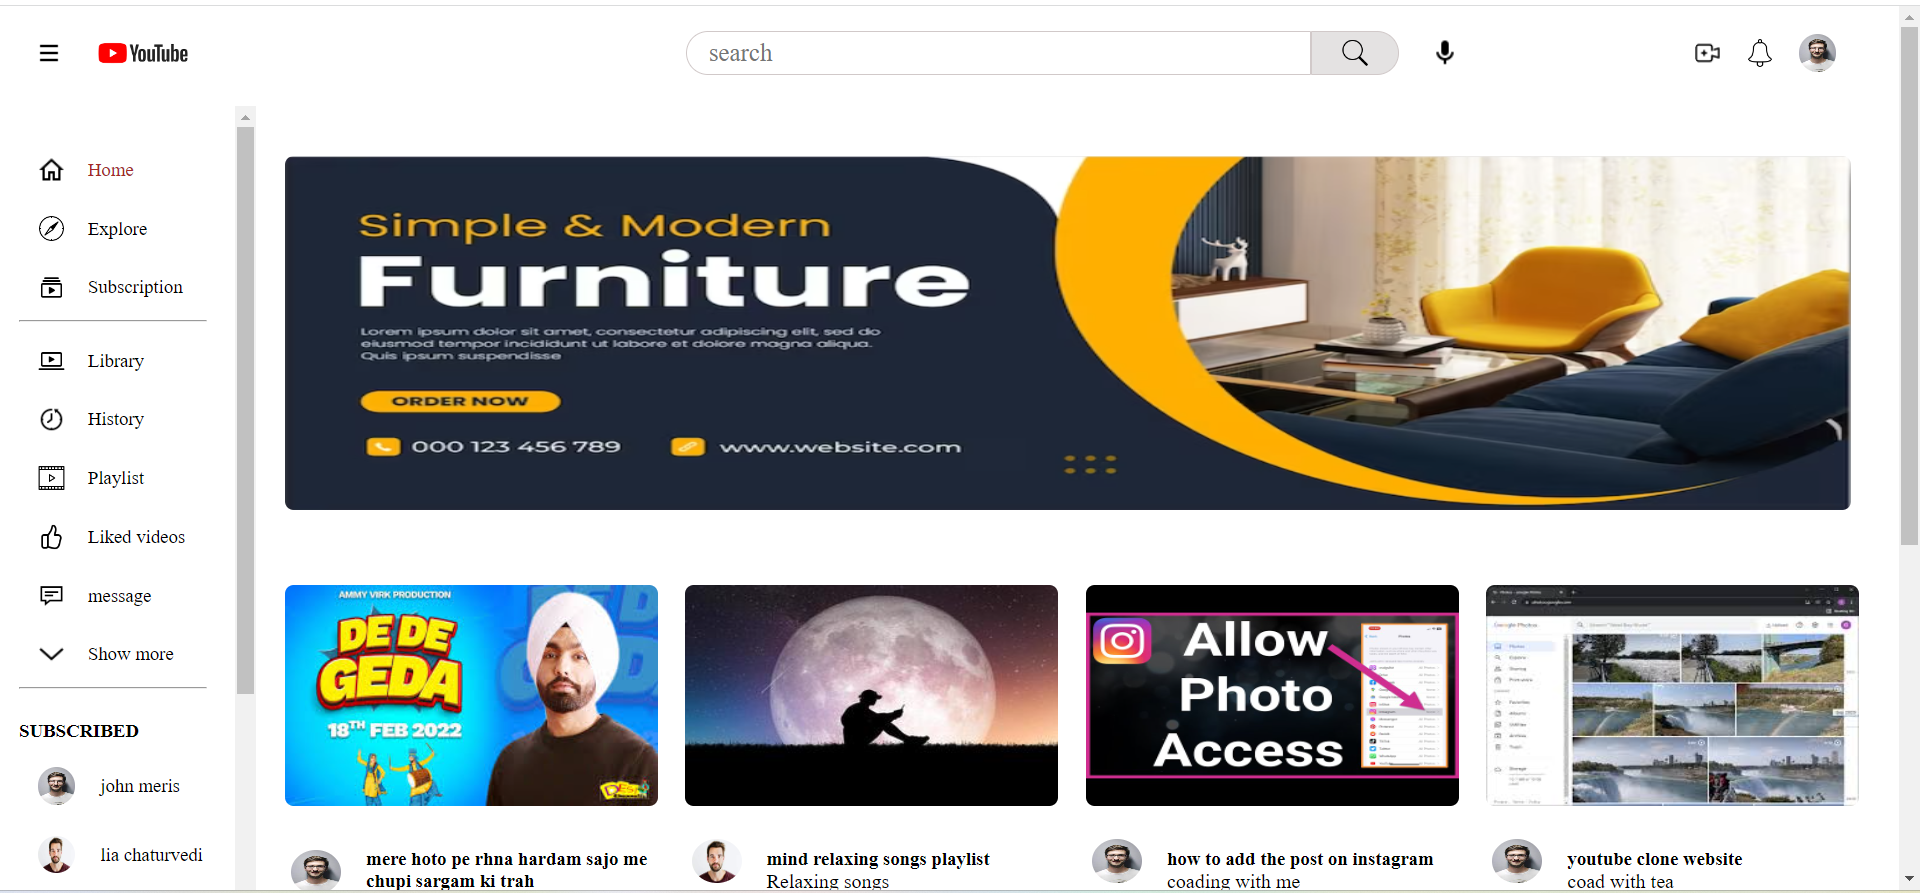 YouTube
search
Home
Explore
Subscription
Library
History
Playlist
Liked videos
message
Show more
SUBSCRIBED
john meris
lia chaturvedi
Simple & Modern
Furniture
Lorem ipsum dolor sit amet, consectetur adipiscing elit, sed do
eiusmod tempor incididunt ut labore et dolore magna aliqua.
Quis ipsum suspendisse
ORDER NOW
000 123 456 789
www.website.com
AMMY VIRK PRODUCTION
DE DE
GEDA
18TH FEB 2022
Allow
Photo
Access
mere hoto pe rhna hardam sajo me
chupi sargam ki trah
mind relaxing songs playlist
Relaxing songs
how to add the post on instagram
coading with me
youtube clone website
coad with tea